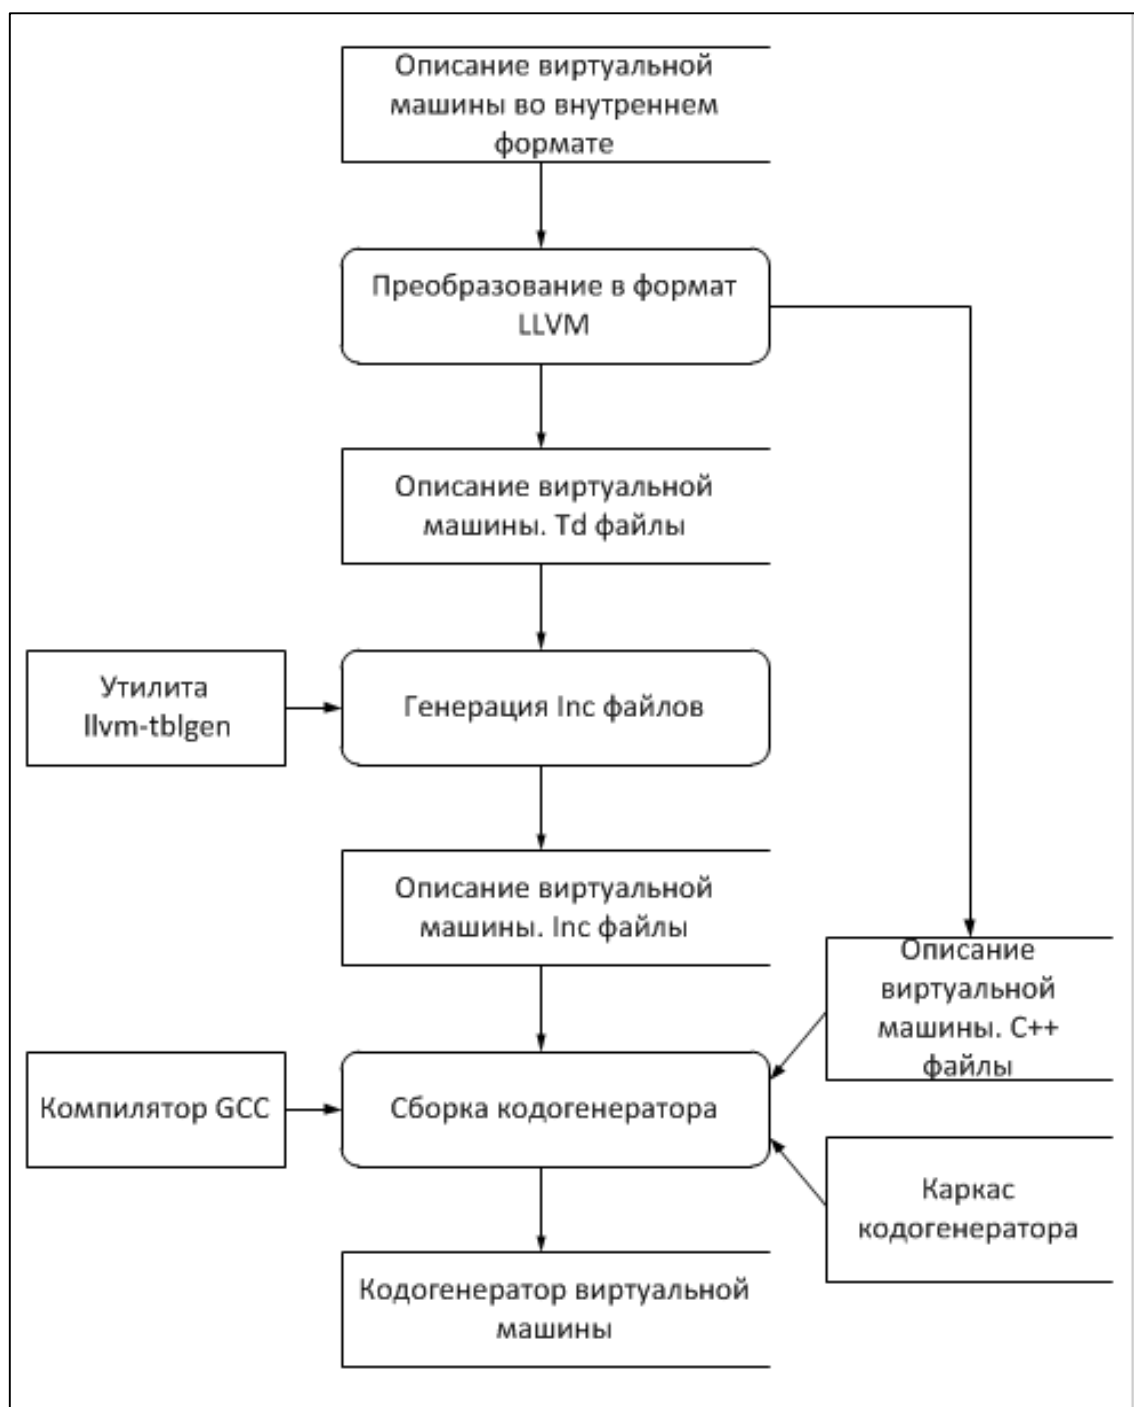 Описание виртуальной
машины во внутреннем
формате
Преобразование в формат
LLVM
Описание виртуальной
машины. Td файлы
Утилита
llvm-tblgen
Генерация Inc файлов
Описание виртуальной
машины. Inc файлы
Описание
виртуальной
машины. C++
файлы
Компилятор GCC
Сборка кодогенератора
Каркас
кодогенератора
Кодогенератор виртуальной
машины